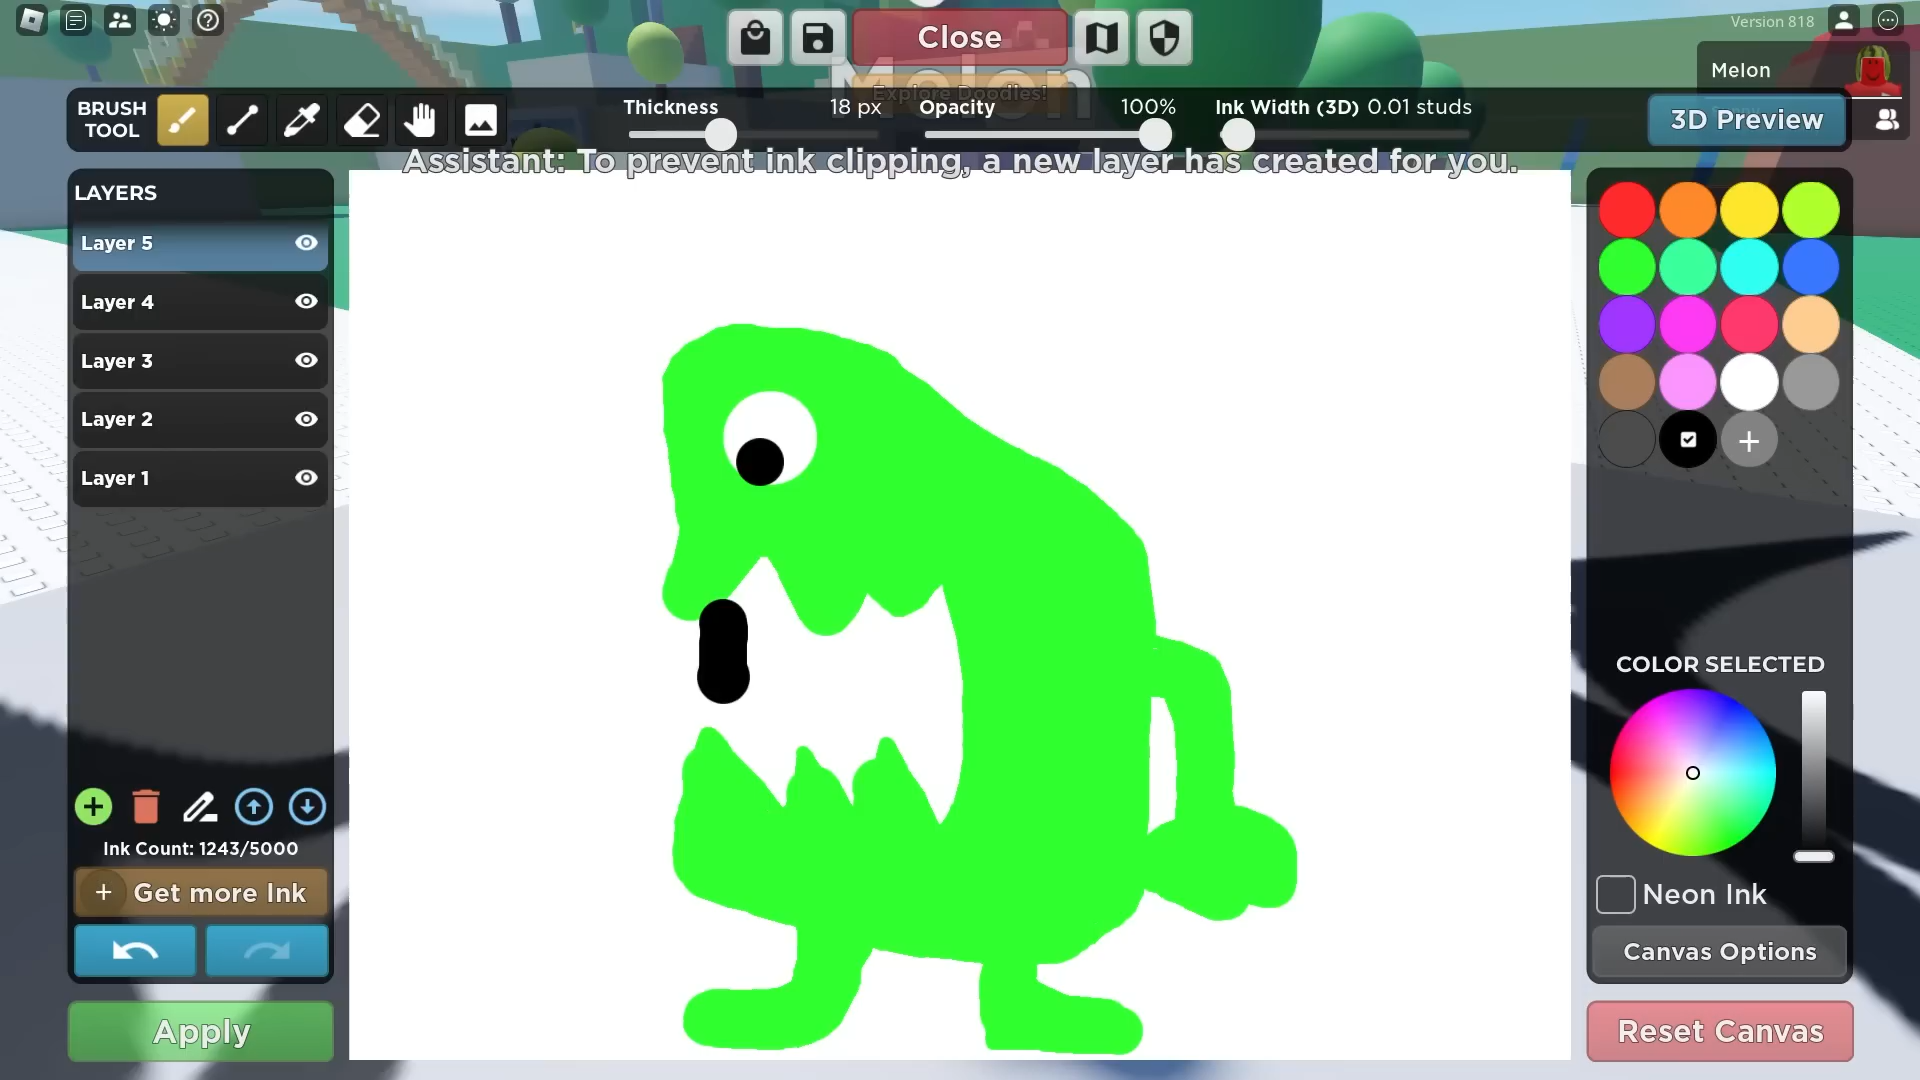 Version 818
Close
Melon
Melon
Explore Doodles!
BRUSH
TOOL
Thickness
18 px
Opacity
100%
Ink Width (3D) 0.01 studs
3D Preview
Assistant: To prevent ink clipping, a new layer has created for you.
LAYERS
Layer 5
Layer 4
Layer 3
Layer 2
Layer 1
Ink Count: 1243/5000
+ Get more Ink
Apply
COLOR SELECTED
Neon Ink
Canvas Options
Reset Canvas